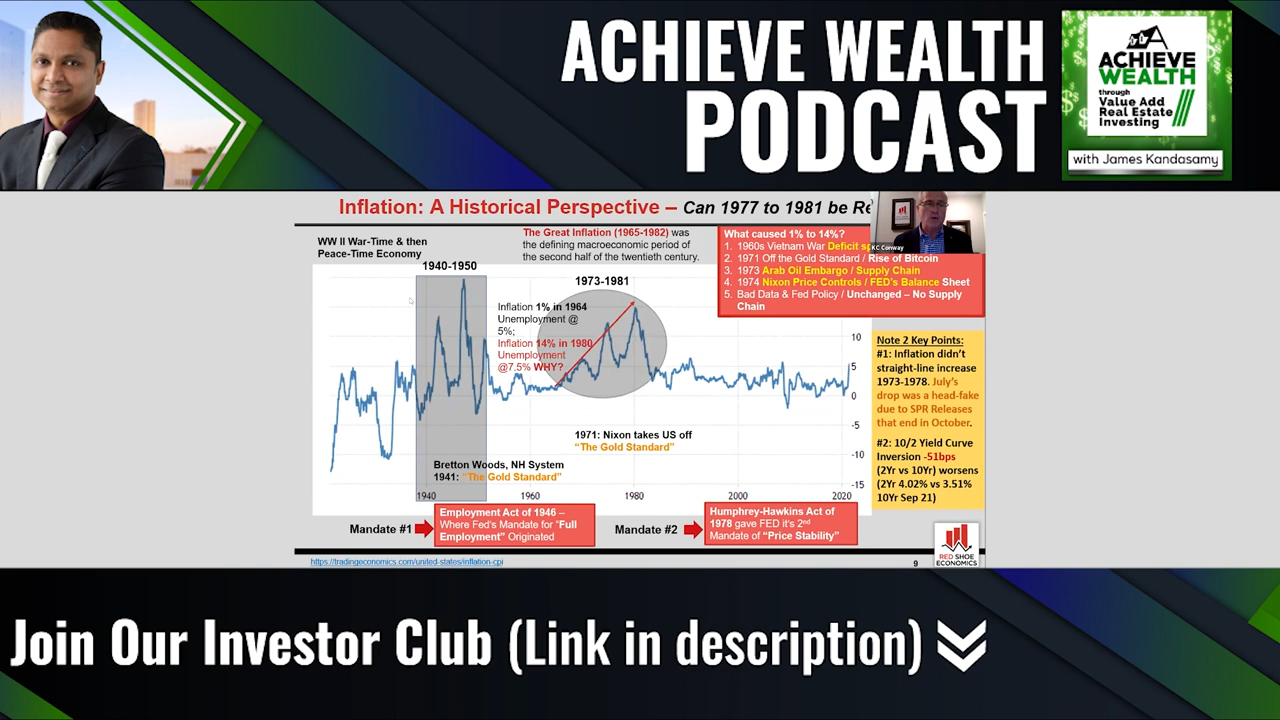 ACHIEVE WEALTH
PODCAST
ACHIEVE
WEALTH
through
Value Add
Real Estate
Investing
with James Kandasamy
Inflation: A Historical Perspective – Can 1977 to 1981 be Re
KC Conway
WW II War-Time & then
Peace-Time Economy
1940-1950
The Great Inflation (1965-1982) was
the defining macroeconomic period of
the second half of the twentieth century.
1973-1981
What caused 1% to 14%?
1. 1960s Vietnam War Deficit
2. 1971 Off the Gold Standard / Rise of Bitcoin
3. 1973 Arab Oil Embargo / Supply Chain
4. 1974 Nixon Price Controls / FED's Balance Sheet
5. Bad Data & Fed Policy / Unchanged – No Supply
Chain
Inflation 1% in 1964
Unemployment @
5%;
Inflation 14% in 1980
Unemployment
@7.5% WHY?
10
5
0
-5
-10
-15
1971: Nixon takes US off
“The Gold Standard”
Bretton Woods, NH System
1941: “The Gold Standard”
1940
1960
1980
2000
2020
Note 2 Key Points:
#1: Inflation didn't
straight-line increase
1973-1978. July's
drop was a head-fake
due to SPR Releases
that end in October.
#2: 10/2 Yield Curve
Inversion -51bps
(2Yr vs 10Yr) worsens
(2Yr 4.02% vs 3.51%
10Yr Sep 21)
Mandate #1
Employment Act of 1946 –
Where Fed's Mandate for “Full
Employment” Originated
Mandate #2
Humphrey-Hawkins Act of
1978 gave FED it's 2nd
Mandate of “Price Stability”
RED SHOE
ECONOMICS
https://tradingeconomics.com/united-states/inflation-cpi
9
Join Our Investor Club (Link in description)